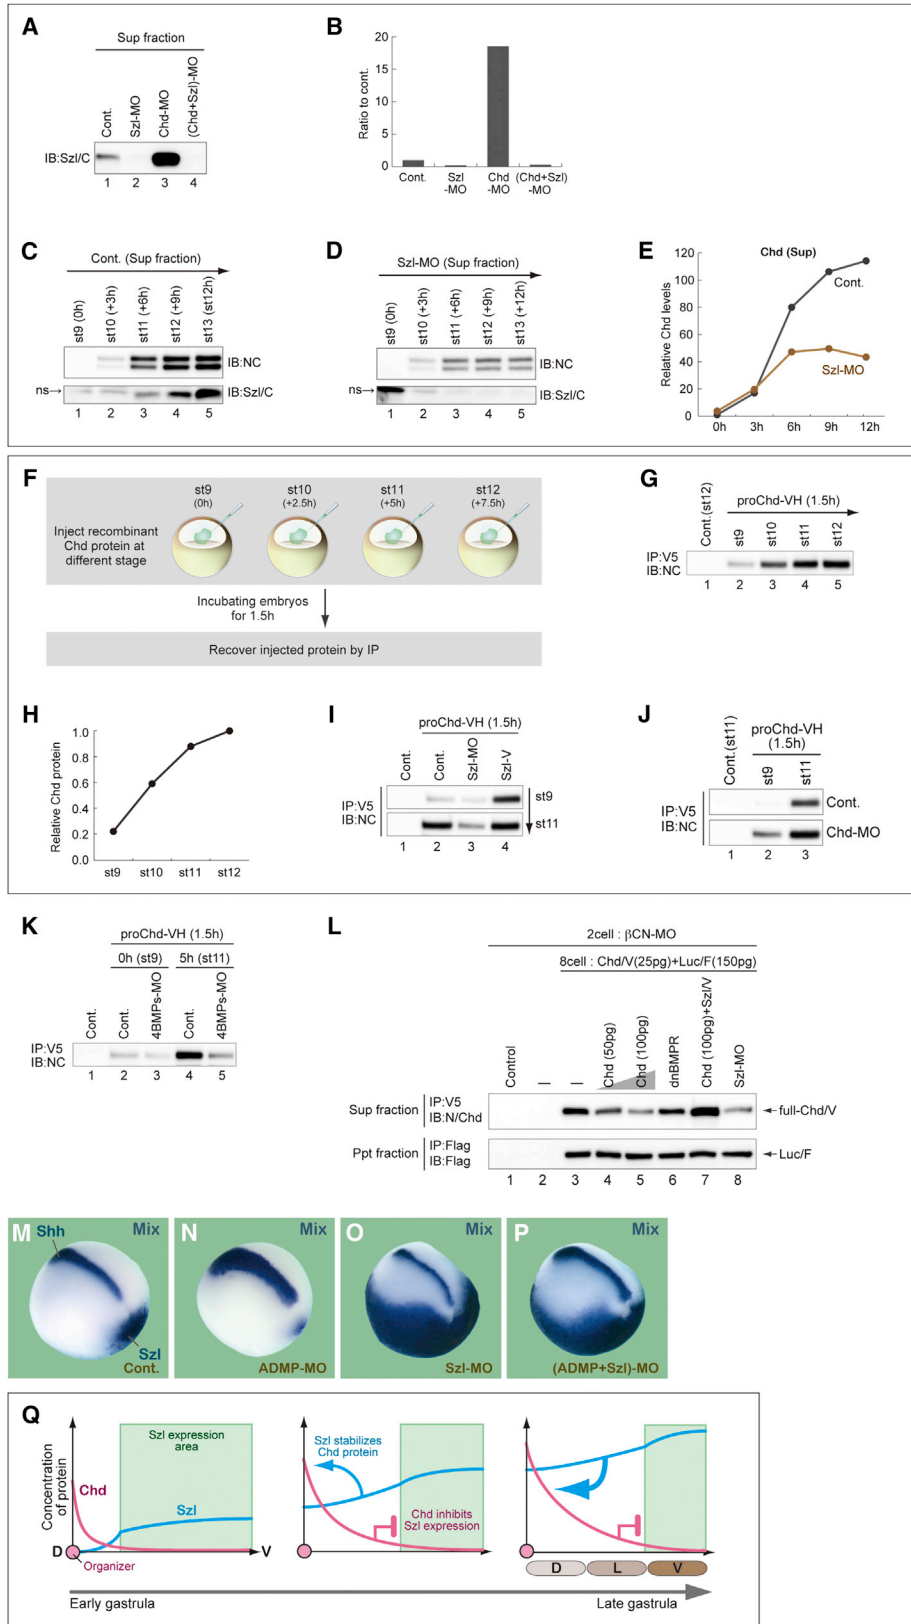 A
Sup fraction
Cont.
Szl-MO
Chd-MO
(Chd+Szl)-MO
IB:Szl/C
1 2 3 4
B
Ratio to cont.
20
15
10
5
0
Cont.
Szl
-MO
Chd
-MO
(Chd+Szl)
-MO
C
Cont. (Sup fraction)
st9 (0h)
st10 (+3h)
st11 (+6h)
st12 (+9h)
st13 (st12h)
IB:NC
ns→
IB:Szl/C
1 2 3 4 5
D
Szl-MO (Sup fraction)
st9 (0h)
st10 (+3h)
st11 (+6h)
st12 (+9h)
st13 (+12h)
IB:NC
ns→
IB:Szl/C
1 2 3 4 5
E
Chd (Sup)
Relative Chd levels
120
100
80
60
40
20
0
Cont.
Szl-MO
0h 3h 6h 9h 12h
F
Inject recombinant
Chd protein at
different stage
st9
(0h)
st10
(+2.5h)
st11
(+5h)
st12
(+7.5h)
Incubating embryos
for 1.5h
Recover injected protein by IP
G
Cont.(st12)
proChd-VH (1.5h)
st9
st10
st11
st12
IP:V5
IB:NC
1 2 3 4 5
H
Relative Chd protein
1.0
0.8
0.6
0.4
0.2
0.0
st9 st10 st11 st12
I
proChd-VH (1.5h)
Cont.
Cont.
Szl-MO
Szl-V
IP:V5
IB:NC
st9
st11
1 2 3 4
J
Cont.(st11)
proChd-VH
(1.5h)
st9
st11
IP:V5
IB:NC
Cont.
Chd-MO
1 2 3
K
proChd-VH (1.5h)
0h (st9) 5h (st11)
Cont.
Cont.
4BMPs-MO
Cont.
4BMPs-MO
IP:V5
IB:NC
1 2 3 4 5
L
2cell : βCN-MO
8cell : Chd/V(25pg)+Luc/F(150pg)
Control
—
—
Chd (50pg)
Chd (100pg)
dnBMPR
Chd (100pg)+Szl/V
Szl-MO
Sup fraction
IP:V5
IB:N/Chd
←full-Chd/V
Ppt fraction
IP:Flag
IB:Flag
←Luc/F
1 2 3 4 5 6 7 8
M
Shh
Mix
Szl
Cont.
N
Mix
ADMP-MO
O
Mix
Szl-MO
P
Mix
(ADMP+Szl)-MO
Q
Concentration
of protein
Chd
Szl expression
area
Szl
D
V
Organizer
Szl stabilizes
Chd protein
Chd inhibits
Szl expression
D L V
Early gastrula
Late gastrula